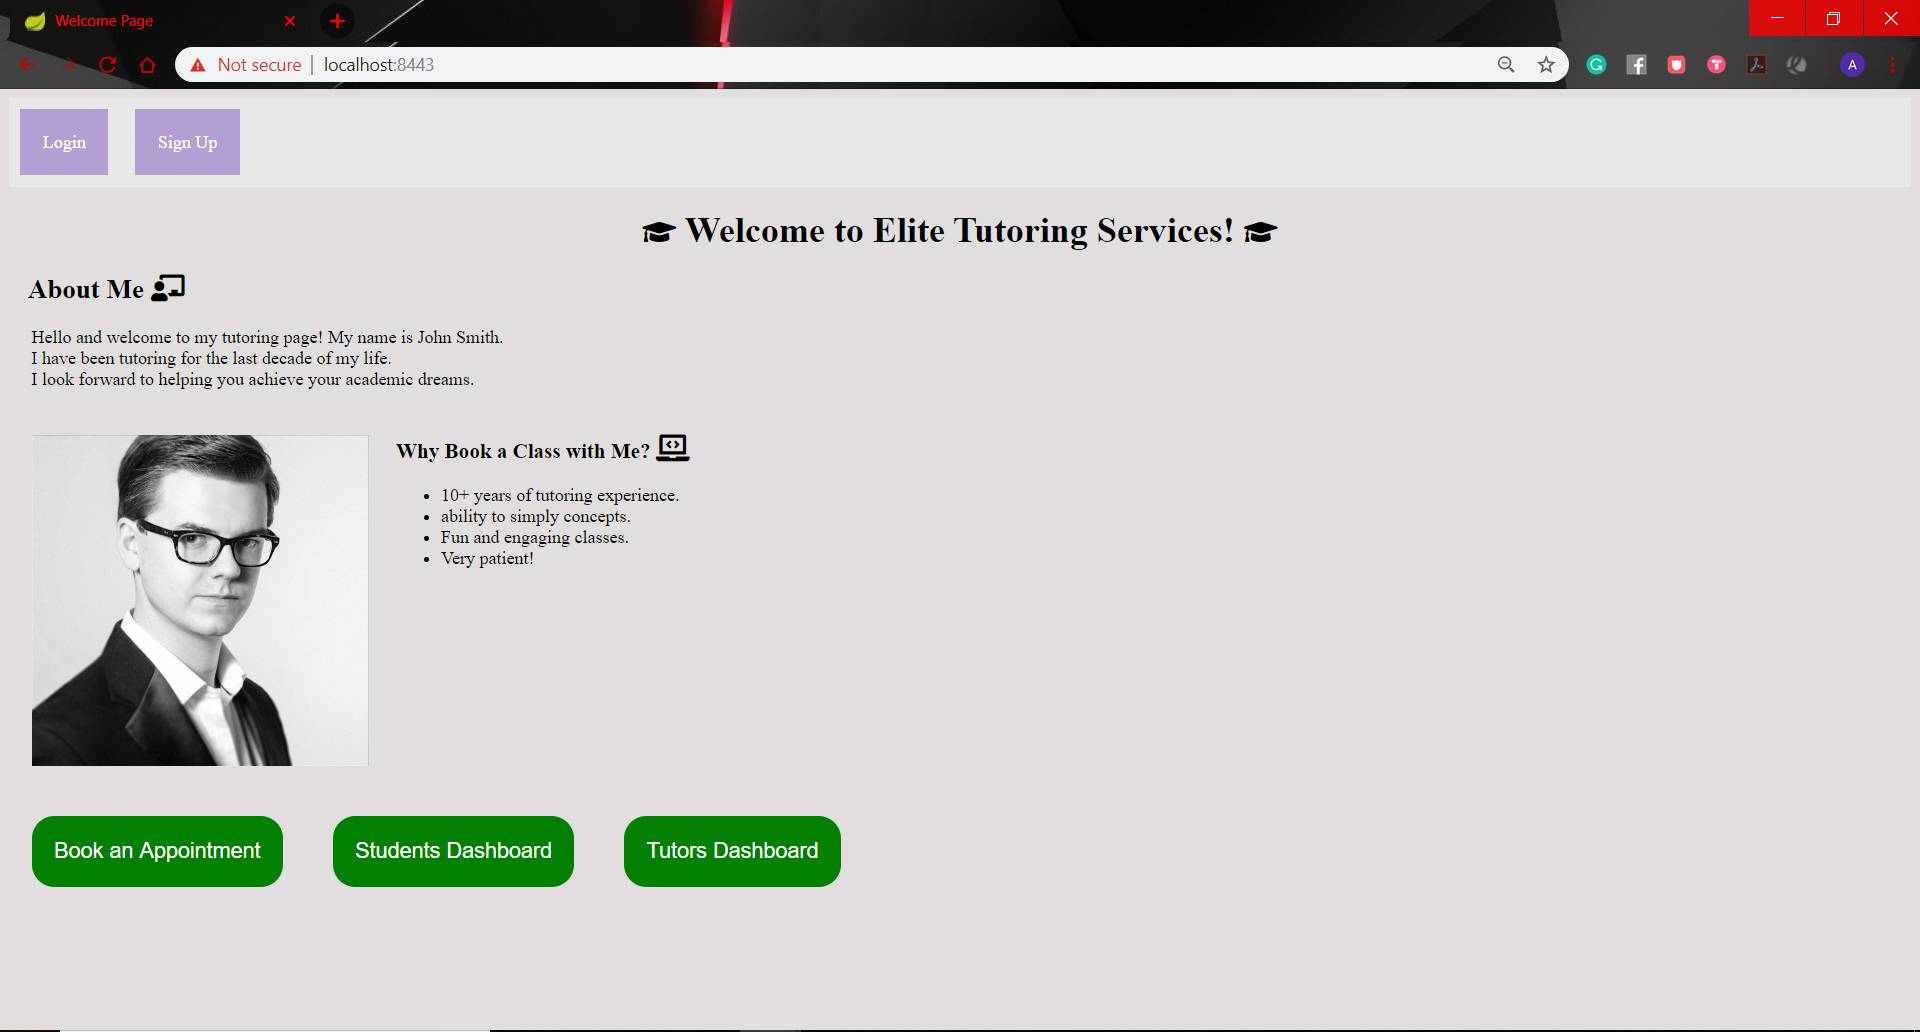 Welcome Page
Not secure | localhost:8443
A
Login
Sign Up
Welcome to Elite Tutoring Services!
About Me
Hello and welcome to my tutoring page! My name is John Smith.
I have been tutoring for the last decade of my life.
I look forward to helping you achieve your academic dreams.
Why Book a Class with Me?
10+ years of tutoring experience.
ability to simply concepts.
Fun and engaging classes.
Very patient!
Book an Appointment
Students Dashboard
Tutors Dashboard